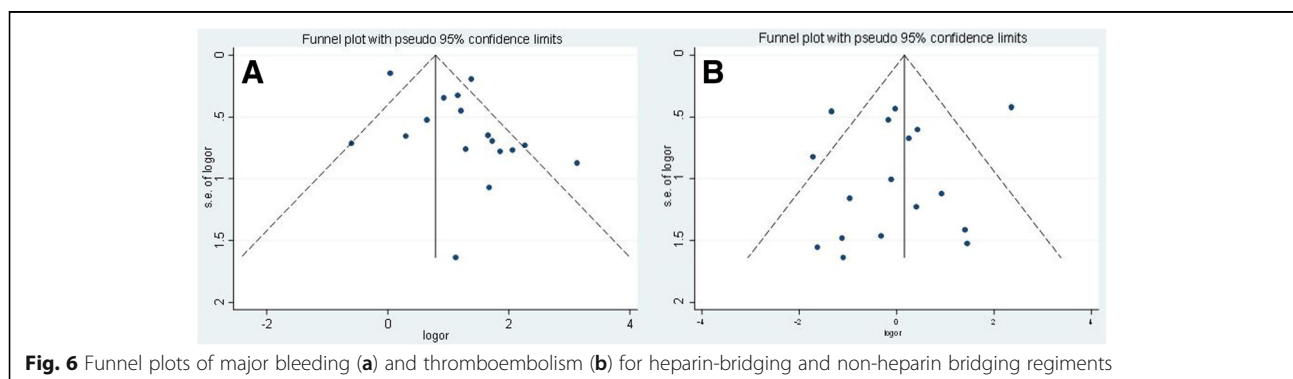 Funnel plot with pseudo 95% confidence limits
A
0
.5
1
1.5
2
s.e. of logor
-2
0
2
4
logor
Funnel plot with pseudo 95% confidence limits
B
0
.5
1
1.5
2
s.e. of logor
-4
-2
0
2
4
logor
Fig. 6 Funnel plots of major bleeding (a) and thromboembolism (b) for heparin-bridging and non-heparin bridging regiments